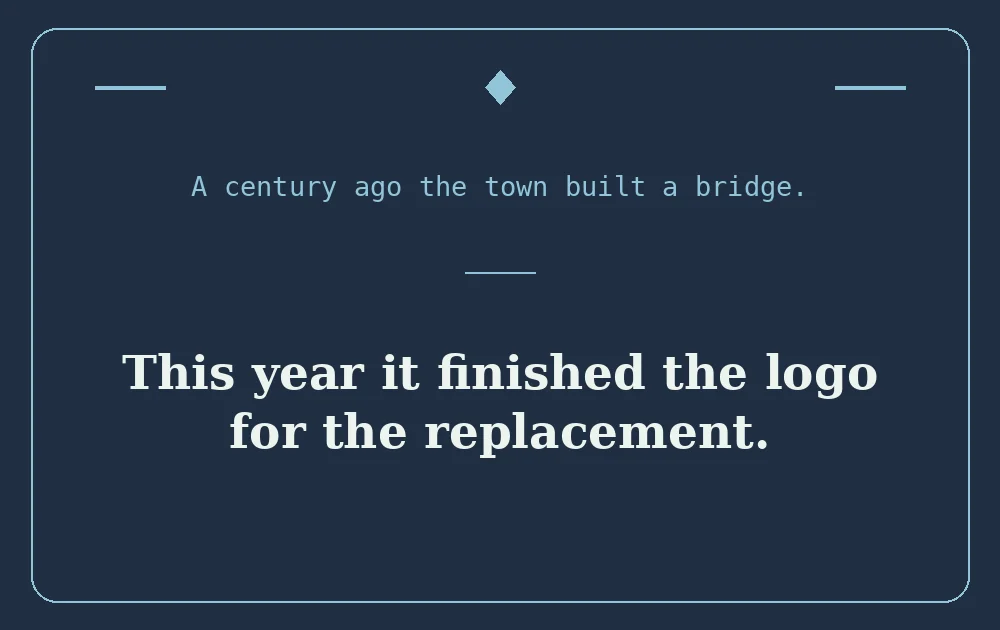 A century ago the town built a bridge.
This year it finished the logo
for the replacement.